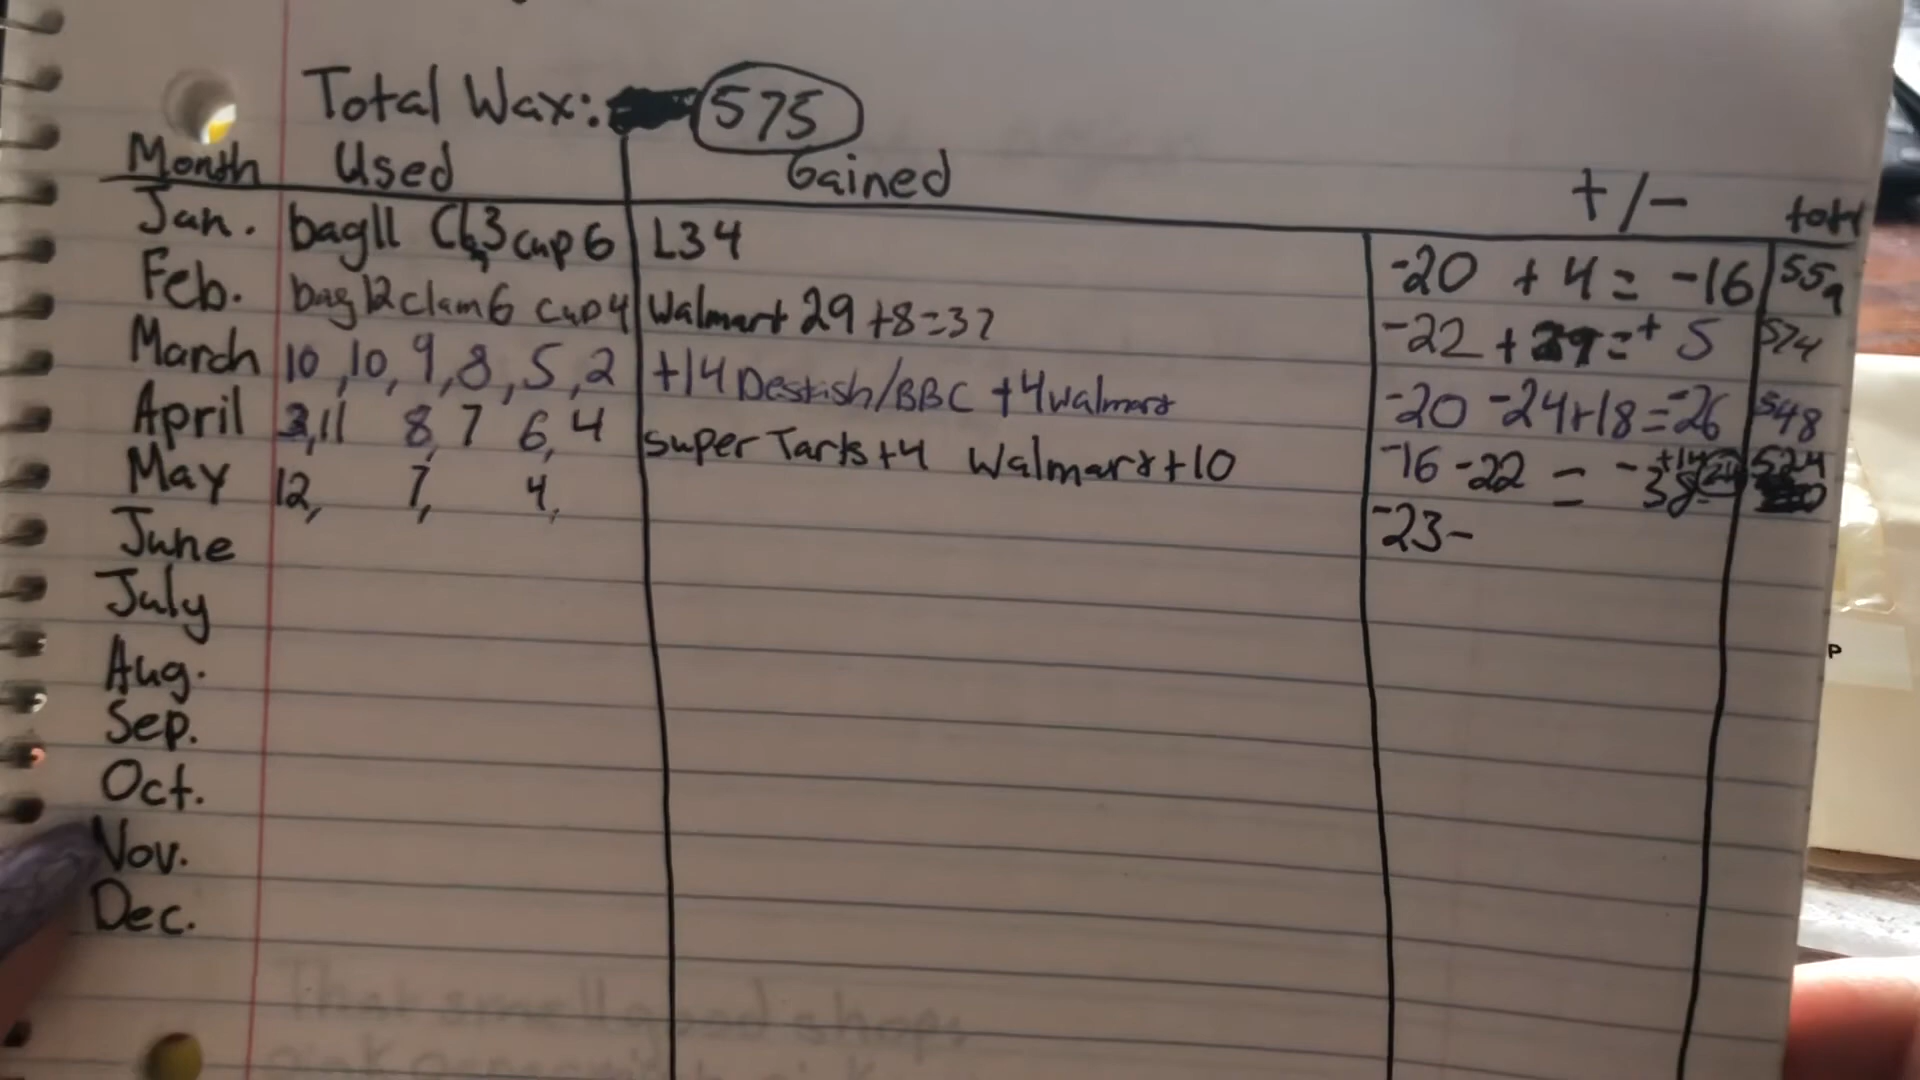 Total Wax: 575
Month Used Gained +/- total
Jan. bag11 Cl3 cup6 L34 -20 +4= -16 559
Feb. bag12 clam6 cup4 Walmart 29+8=37 -22 + =+ 5 574
March 10,10,9,8,5,2 +14 /BBC +4 Walmart -20 -24+18=-26 548
April 3,11 8,7 6,4 Super Tarts+4 Walmart+10 -16 -22 = -38 +14 524
May 12, 7, 4, -23-
June
July
Aug.
Sep.
Oct.
Nov.
Dec.
P